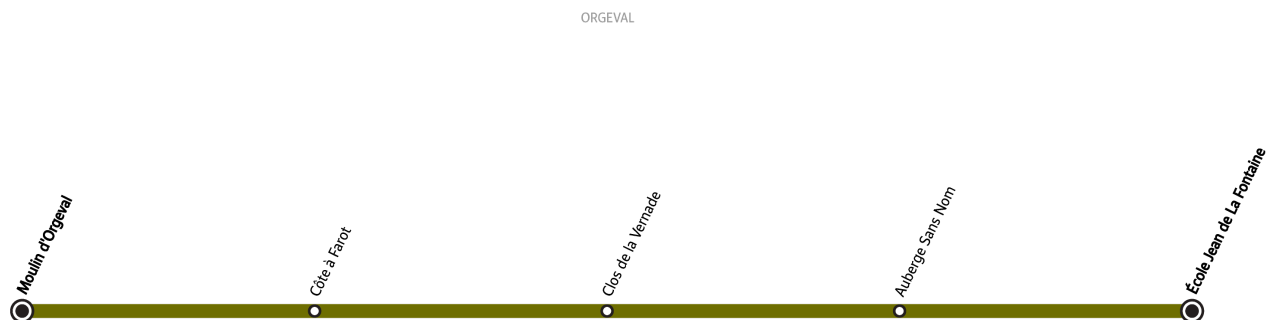 ORGEVAL
Moulin d'Orgeval
Côte à Farot
Clos de la Vernade
Auberge Sans Nom
École Jean de La Fontaine